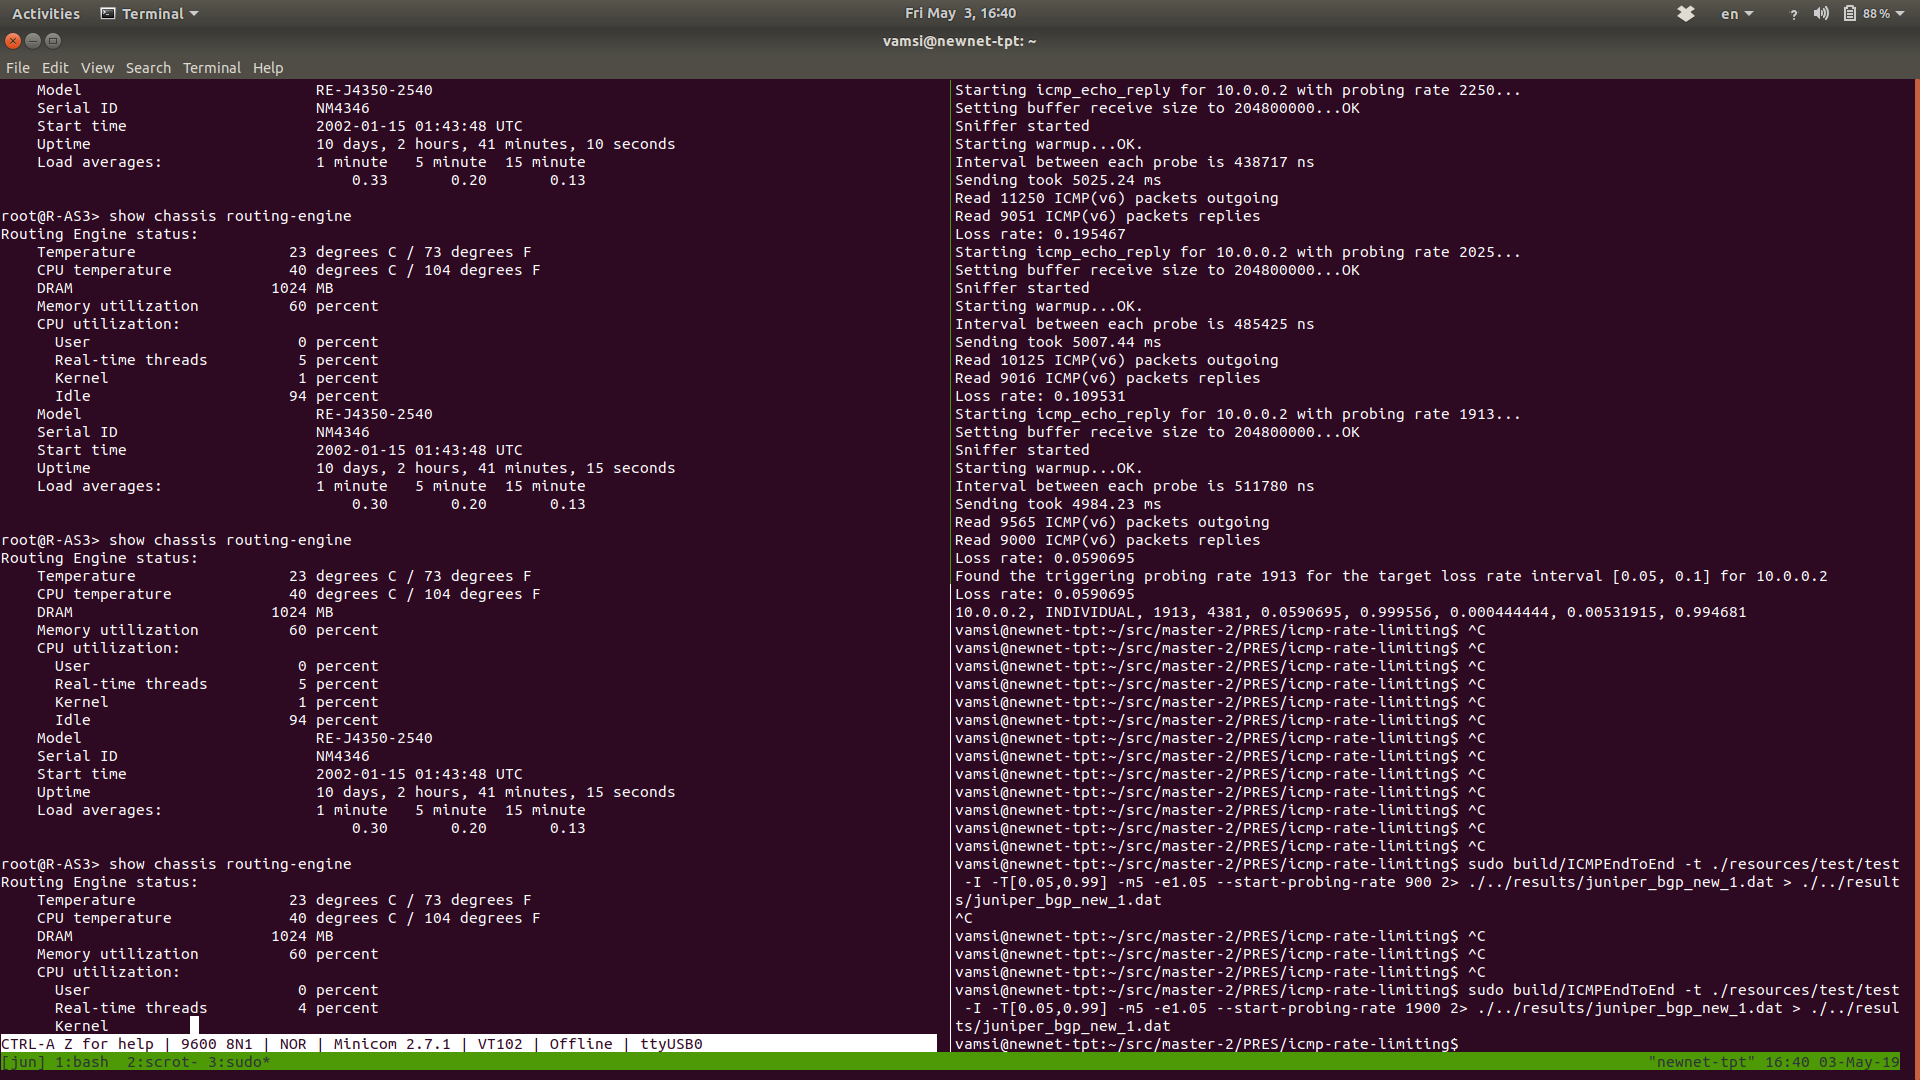 Activities Terminal Fri May 3, 16:40 en ? 88%
vamsi@newnet-tpt: ~
File Edit View Search Terminal Help
Model RE-J4350-2540
Serial ID NM4346
Start time 2002-01-15 01:43:48 UTC
Uptime 10 days, 2 hours, 41 minutes, 10 seconds
Load averages: 1 minute 5 minute 15 minute
0.33 0.20 0.13
root@R-AS3> show chassis routing-engine
Routing Engine status:
Temperature 23 degrees C / 73 degrees F
CPU temperature 40 degrees C / 104 degrees F
DRAM 1024 MB
Memory utilization 60 percent
CPU utilization:
User 0 percent
Real-time threads 5 percent
Kernel 1 percent
Idle 94 percent
Model RE-J4350-2540
Serial ID NM4346
Start time 2002-01-15 01:43:48 UTC
Uptime 10 days, 2 hours, 41 minutes, 15 seconds
Load averages: 1 minute 5 minute 15 minute
0.30 0.20 0.13
root@R-AS3> show chassis routing-engine
Routing Engine status:
Temperature 23 degrees C / 73 degrees F
CPU temperature 40 degrees C / 104 degrees F
DRAM 1024 MB
Memory utilization 60 percent
CPU utilization:
User 0 percent
Real-time threads 5 percent
Kernel 1 percent
Idle 94 percent
Model RE-J4350-2540
Serial ID NM4346
Start time 2002-01-15 01:43:48 UTC
Uptime 10 days, 2 hours, 41 minutes, 15 seconds
Load averages: 1 minute 5 minute 15 minute
0.30 0.20 0.13
root@R-AS3> show chassis routing-engine
Routing Engine status:
Temperature 23 degrees C / 73 degrees F
CPU temperature 40 degrees C / 104 degrees F
DRAM 1024 MB
Memory utilization 60 percent
CPU utilization:
User 0 percent
Real-time threads 4 percent
Kernel
CTRL-A Z for help | 9600 8N1 | NOR | Minicom 2.7.1 | VT102 | Offline | ttyUSB0
Starting icmp_echo_reply for 10.0.0.2 with probing rate 2250...
Setting buffer receive size to 204800000...OK
Sniffer started
Starting warmup...OK.
Interval between each probe is 438717 ns
Sending took 5025.24 ms
Read 11250 ICMP(v6) packets outgoing
Read 9051 ICMP(v6) packets replies
Loss rate: 0.195467
Starting icmp_echo_reply for 10.0.0.2 with probing rate 2025...
Setting buffer receive size to 204800000...OK
Sniffer started
Starting warmup...OK.
Interval between each probe is 485425 ns
Sending took 5007.44 ms
Read 10125 ICMP(v6) packets outgoing
Read 9016 ICMP(v6) packets replies
Loss rate: 0.109531
Starting icmp_echo_reply for 10.0.0.2 with probing rate 1913...
Setting buffer receive size to 204800000...OK
Sniffer started
Starting warmup...OK.
Interval between each probe is 511780 ns
Sending took 4984.23 ms
Read 9565 ICMP(v6) packets outgoing
Read 9000 ICMP(v6) packets replies
Loss rate: 0.0590695
Found the triggering probing rate 1913 for the target loss rate interval [0.05, 0.1] for 10.0.0.2
Loss rate: 0.0590695
10.0.0.2, INDIVIDUAL, 1913, 4381, 0.0590695, 0.999556, 0.000444444, 0.00531915, 0.994681
vamsi@newnet-tpt:~/src/master-2/PRES/icmp-rate-limiting$ ^C
vamsi@newnet-tpt:~/src/master-2/PRES/icmp-rate-limiting$ ^C
vamsi@newnet-tpt:~/src/master-2/PRES/icmp-rate-limiting$ ^C
vamsi@newnet-tpt:~/src/master-2/PRES/icmp-rate-limiting$ ^C
vamsi@newnet-tpt:~/src/master-2/PRES/icmp-rate-limiting$ ^C
vamsi@newnet-tpt:~/src/master-2/PRES/icmp-rate-limiting$ ^C
vamsi@newnet-tpt:~/src/master-2/PRES/icmp-rate-limiting$ ^C
vamsi@newnet-tpt:~/src/master-2/PRES/icmp-rate-limiting$ ^C
vamsi@newnet-tpt:~/src/master-2/PRES/icmp-rate-limiting$ ^C
vamsi@newnet-tpt:~/src/master-2/PRES/icmp-rate-limiting$ ^C
vamsi@newnet-tpt:~/src/master-2/PRES/icmp-rate-limiting$ ^C
vamsi@newnet-tpt:~/src/master-2/PRES/icmp-rate-limiting$ ^C
vamsi@newnet-tpt:~/src/master-2/PRES/icmp-rate-limiting$ ^C
vamsi@newnet-tpt:~/src/master-2/PRES/icmp-rate-limiting$ sudo build/ICMPEndToEnd -t ./resources/test/test
-I -T[0.05,0.99] -m5 -e1.05 --start-probing-rate 900 2> ./../results/juniper_bgp_new_1.dat > ./../result
s/juniper_bgp_new_1.dat
^C
vamsi@newnet-tpt:~/src/master-2/PRES/icmp-rate-limiting$ ^C
vamsi@newnet-tpt:~/src/master-2/PRES/icmp-rate-limiting$ ^C
vamsi@newnet-tpt:~/src/master-2/PRES/icmp-rate-limiting$ ^C
vamsi@newnet-tpt:~/src/master-2/PRES/icmp-rate-limiting$ sudo build/ICMPEndToEnd -t ./resources/test/test
-I -T[0.05,0.99] -m5 -e1.05 --start-probing-rate 1900 2> ./../results/juniper_bgp_new_1.dat > ./../resul
ts/juniper_bgp_new_1.dat
vamsi@newnet-tpt:~/src/master-2/PRES/icmp-rate-limiting$
[jun] 1:bash 2:scrot- 3:sudo* "newnet-tpt" 16:40 03-May-19